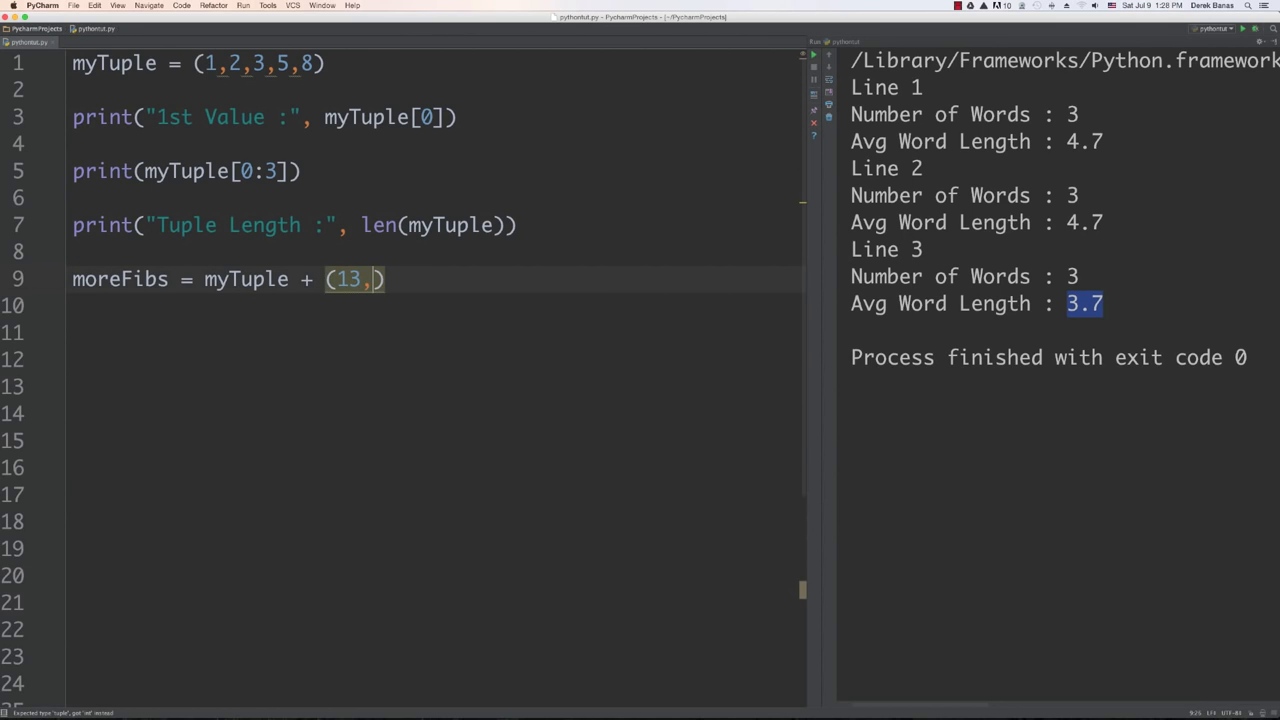 PyCharm File Edit View Navigate Code Refactor Run Tools VCS Window Help
10 Sat Jul 9 1:28 PM Derek Banas
pythontut.py - PycharmProjects - [~/PycharmProjects]
PycharmProjects pythontut.py
pythontut
pythontut.py
Run pythontut
1 myTuple = (1,2,3,5,8)
2
3 print("1st Value :", myTuple[0])
4
5 print(myTuple[0:3])
6
7 print("Tuple Length :", len(myTuple))
8
9 moreFibs = myTuple + (13,)
10
11
12
13
14
15
16
17
18
19
20
21
22
23
24
/Library/Frameworks/Python.framework
Line 1
Number of Words : 3
Avg Word Length : 4.7
Line 2
Number of Words : 3
Avg Word Length : 4.7
Line 3
Number of Words : 3
Avg Word Length : 3.7
Process finished with exit code 0
Expected type 'tuple', got 'int' instead
9:26 LF‡ UTF-8‡